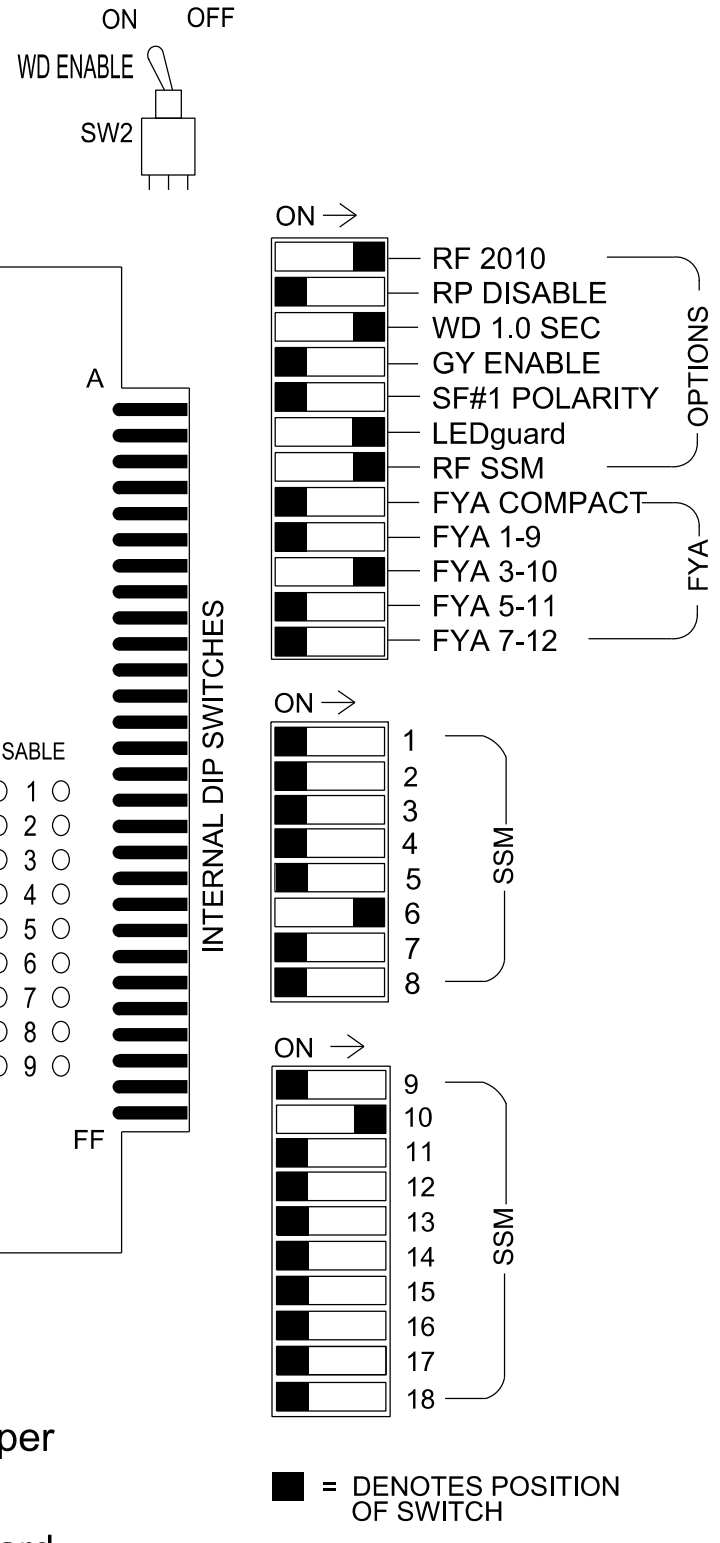 ON OFF
WD ENABLE
SW2
ON →
RF 2010
RP DISABLE
WD 1.0 SEC
GY ENABLE
SF#1 POLARITY
LEDguard
RF SSM
OPTIONS
FYA COMPACT
FYA 1-9
FYA 3-10
FYA 5-11
FYA 7-12
FYA
A
FF
INTERNAL DIP SWITCHES
SABLE
1
2
3
4
5
6
7
8
9
ON →
1
2
3
4
5
6
7
8
SSM
ON →
9
10
11
12
13
14
15
16
17
18
SSM
per
= DENOTES POSITION
OF SWITCH